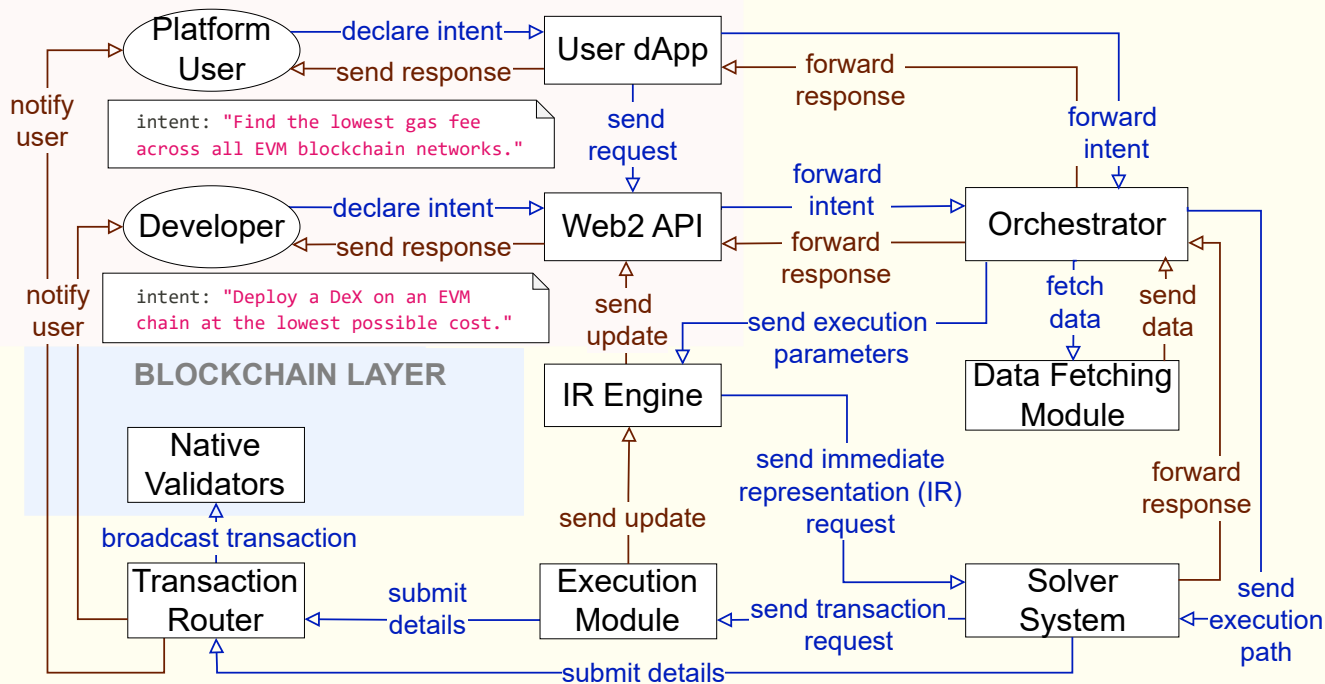 Platform
User
declare intent
User dApp
send response
forward
response
notify
user
intent: "Find the lowest gas fee
across all EVM blockchain networks."
send
request
forward
intent
Developer
declare intent
Web2 API
forward
intent
Orchestrator
send response
forward
response
notify
user
intent: "Deploy a DeX on an EVM
chain at the lowest possible cost."
send
update
send execution
parameters
fetch
data
send
data
BLOCKCHAIN LAYER
IR Engine
Data Fetching
Module
Native
Validators
send immediate
representation (IR)
request
forward
response
send update
broadcast transaction
Transaction
Router
submit
details
Execution
Module
send transaction
request
Solver
System
send
execution
path
submit details